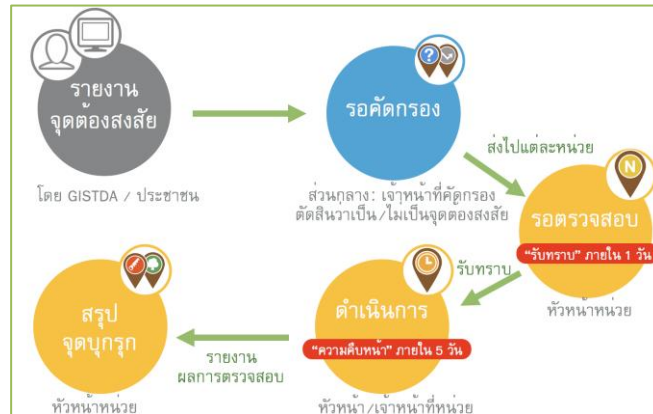 รายงาน
จุดต้องสงสัย
โดย GISTDA / ประชาชน
?
รอคัดกรอง
ส่วนกลาง: เจ้าหน้าที่คัดกรอง
ตัดสินว่าเป็น/ไม่เป็นจุดต้องสงสัย
ส่งไปแต่ละหน่วย
N
รอตรวจสอบ
"รับทราบ" ภายใน 1 วัน
หัวหน้าหน่วย
รับทราบ
ดำเนินการ
"ความคืบหน้า" ภายใน 5 วัน
หัวหน้า/เจ้าหน้าที่หน่วย
รายงาน
ผลการตรวจสอบ
สรุป
จุดบุกรุก
หัวหน้าหน่วย